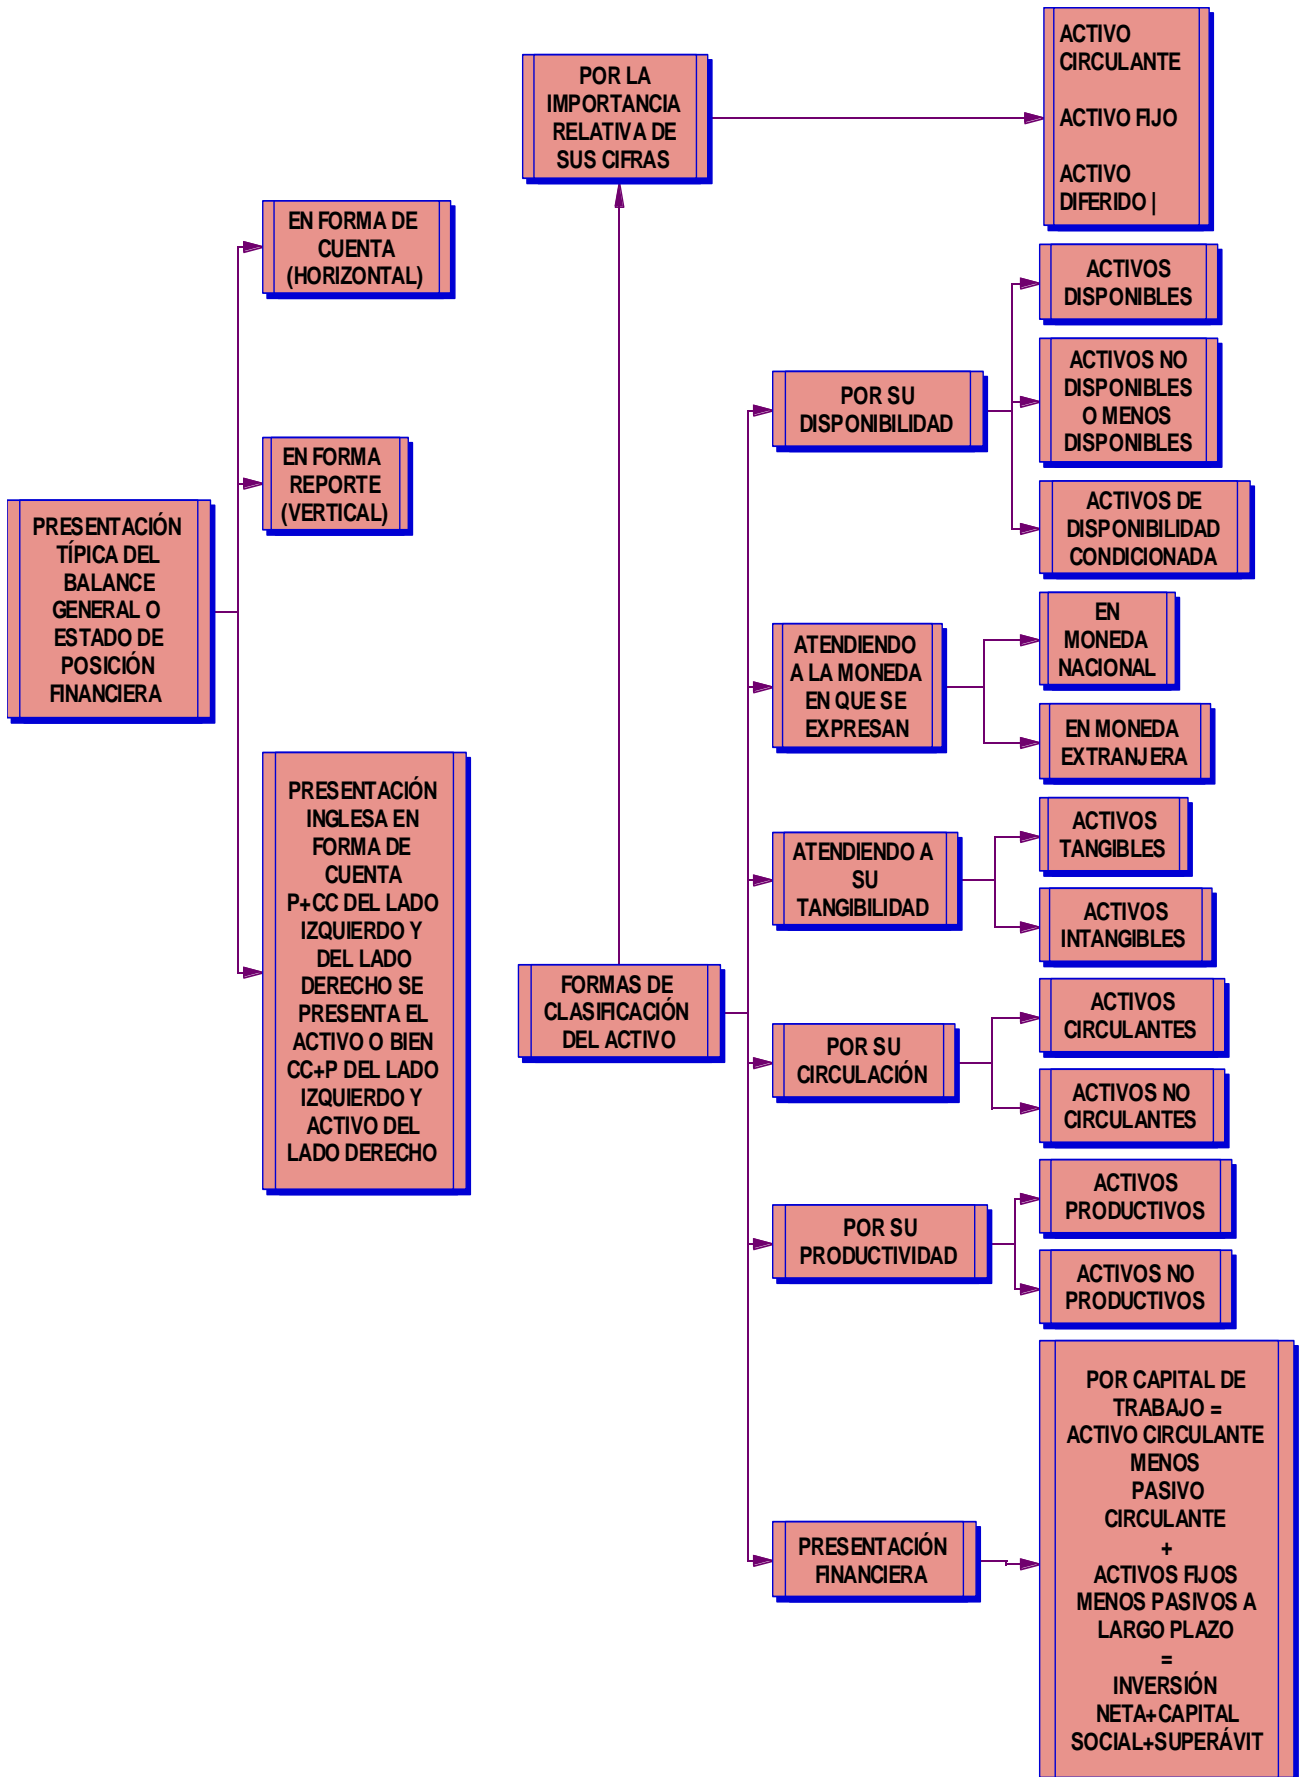 PRESENTACIÓN
TÍPICA DEL
BALANCE
GENERAL O
ESTADO DE
POSICIÓN
FINANCIERA
EN FORMA DE
CUENTA
(HORIZONTAL)
EN FORMA
REPORTE
(VERTICAL)
PRESENTACIÓN
INGLESA EN
FORMA DE
CUENTA
P+CC DEL LADO
IZQUIERDO Y
DEL LADO
DERECHO SE
PRESENTA EL
ACTIVO O BIEN
CC+P DEL LADO
IZQUIERDO Y
ACTIVO DEL
LADO DERECHO
FORMAS DE
CLASIFICACIÓN
DEL ACTIVO
POR LA
IMPORTANCIA
RELATIVA DE
SUS CIFRAS
ACTIVO
CIRCULANTE
ACTIVO FIJO
ACTIVO
DIFERIDO |
POR SU
DISPONIBILIDAD
ACTIVOS
DISPONIBLES
ACTIVOS NO
DISPONIBLES
O MENOS
DISPONIBLES
ACTIVOS DE
DISPONIBILIDAD
CONDICIONADA
ATENDIENDO
A LA MONEDA
EN QUE SE
EXPRESAN
EN
MONEDA
NACIONAL
EN MONEDA
EXTRANJERA
ATENDIENDO A
SU
TANGIBILIDAD
ACTIVOS
TANGIBLES
ACTIVOS
INTANGIBLES
POR SU
CIRCULACIÓN
ACTIVOS
CIRCULANTES
ACTIVOS NO
CIRCULANTES
POR SU
PRODUCTIVIDAD
ACTIVOS
PRODUCTIVOS
ACTIVOS NO
PRODUCTIVOS
PRESENTACIÓN
FINANCIERA
POR CAPITAL DE
TRABAJO =
ACTIVO CIRCULANTE
MENOS
PASIVO
CIRCULANTE
+
ACTIVOS FIJOS
MENOS PASIVOS A
LARGO PLAZO
=
INVERSIÓN
NETA+CAPITAL
SOCIAL+SUPERÁVIT